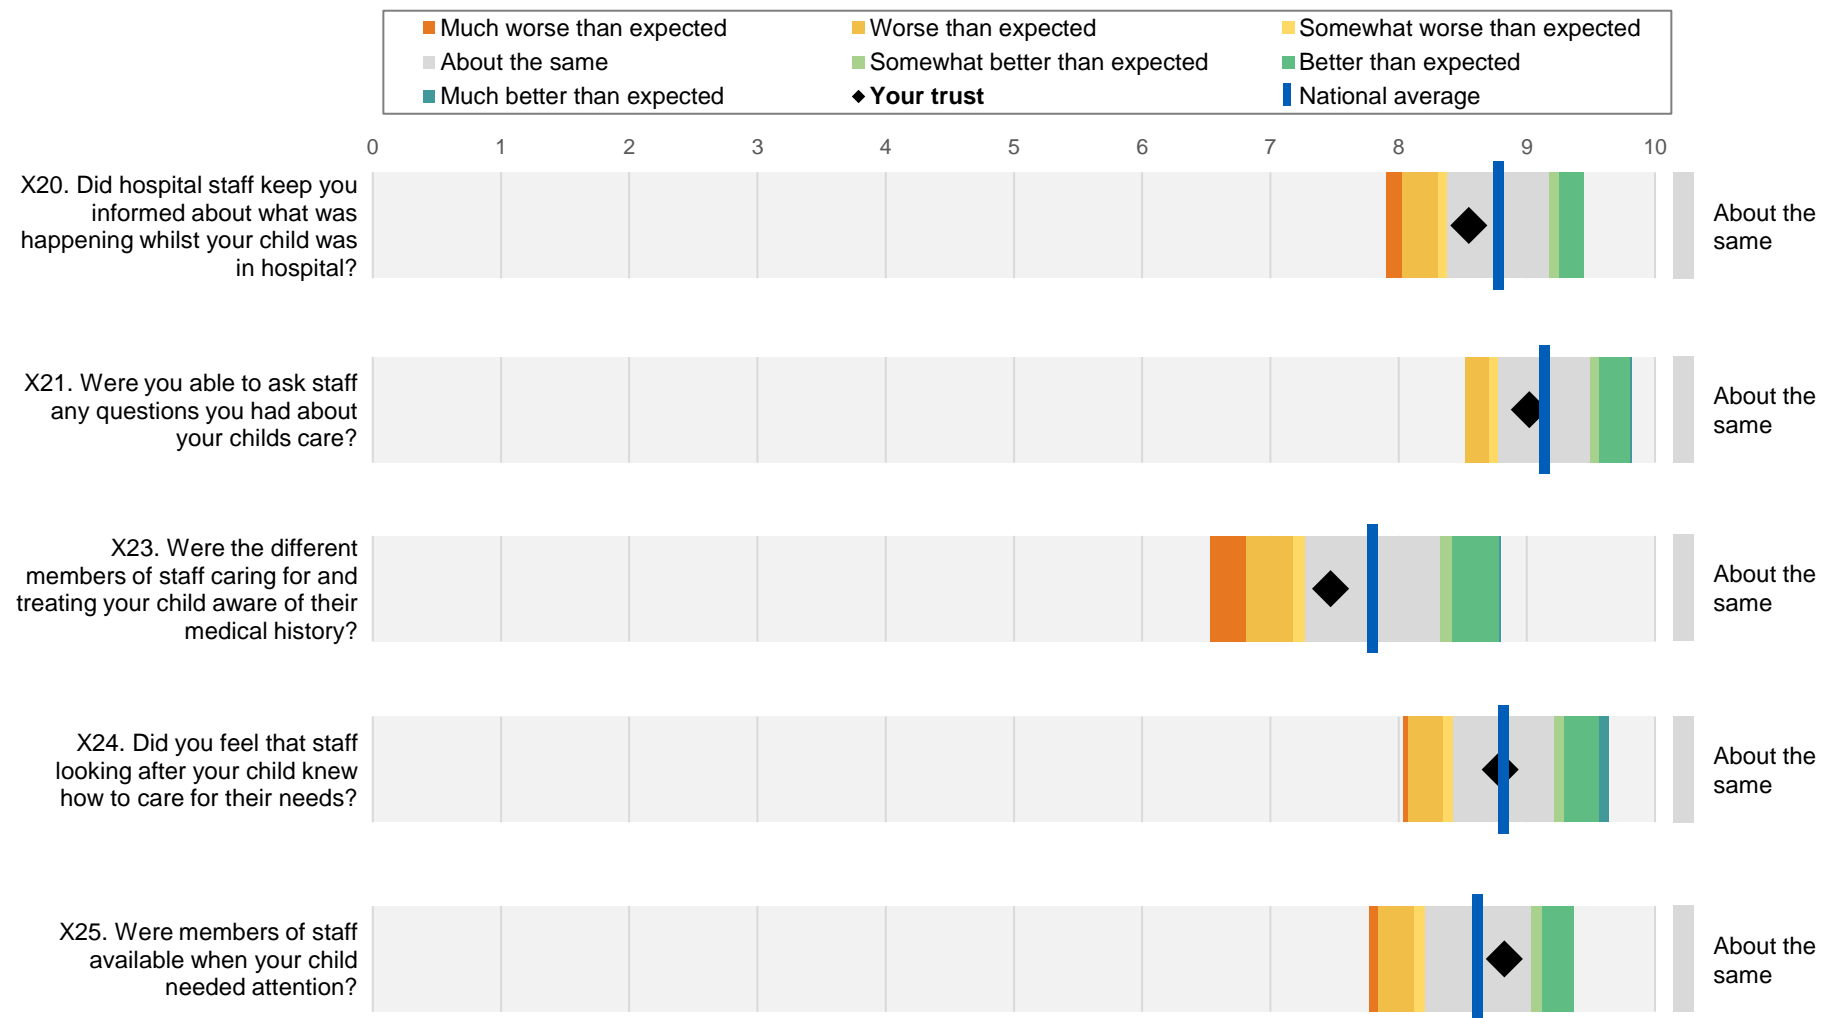 Much worse than expected
Worse than expected
Somewhat worse than expected
About the same
Somewhat better than expected
Better than expected
Much better than expected
Your trust
National average
0 1 2 3 4 5 6 7 8 9 10
X20. Did hospital staff keep you
informed about what was
happening whilst your child was
in hospital?
About the
same
X21. Were you able to ask staff
any questions you had about
your childs care?
About the
same
X23. Were the different
members of staff caring for and
treating your child aware of their
medical history?
About the
same
X24. Did you feel that staff
looking after your child knew
how to care for their needs?
About the
same
X25. Were members of staff
available when your child
needed attention?
About the
same